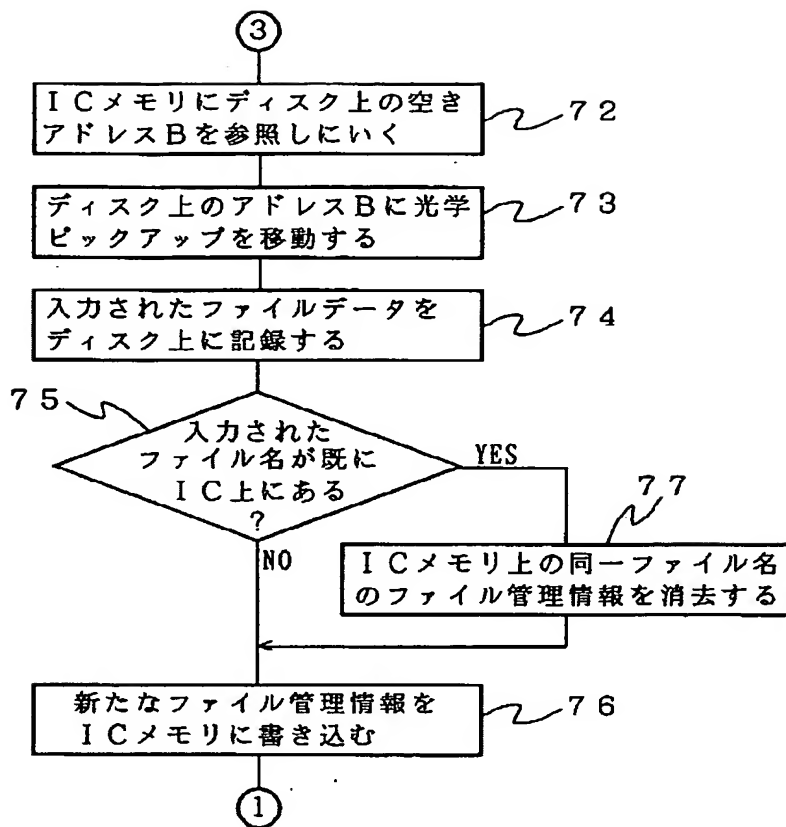 ③
ICメモリにディスク上の空き
アドレスBを参照しにいく
72
ディスク上のアドレスBに光学
ピックアップを移動する
73
入力されたファイルデータを
ディスク上に記録する
74
75
入力された
ファイル名が既に
IC上にある
?
YES
NO
77
ICメモリ上の同一ファイル名
のファイル管理情報を消去する
新たなファイル管理情報を
ICメモリに書き込む
76
①